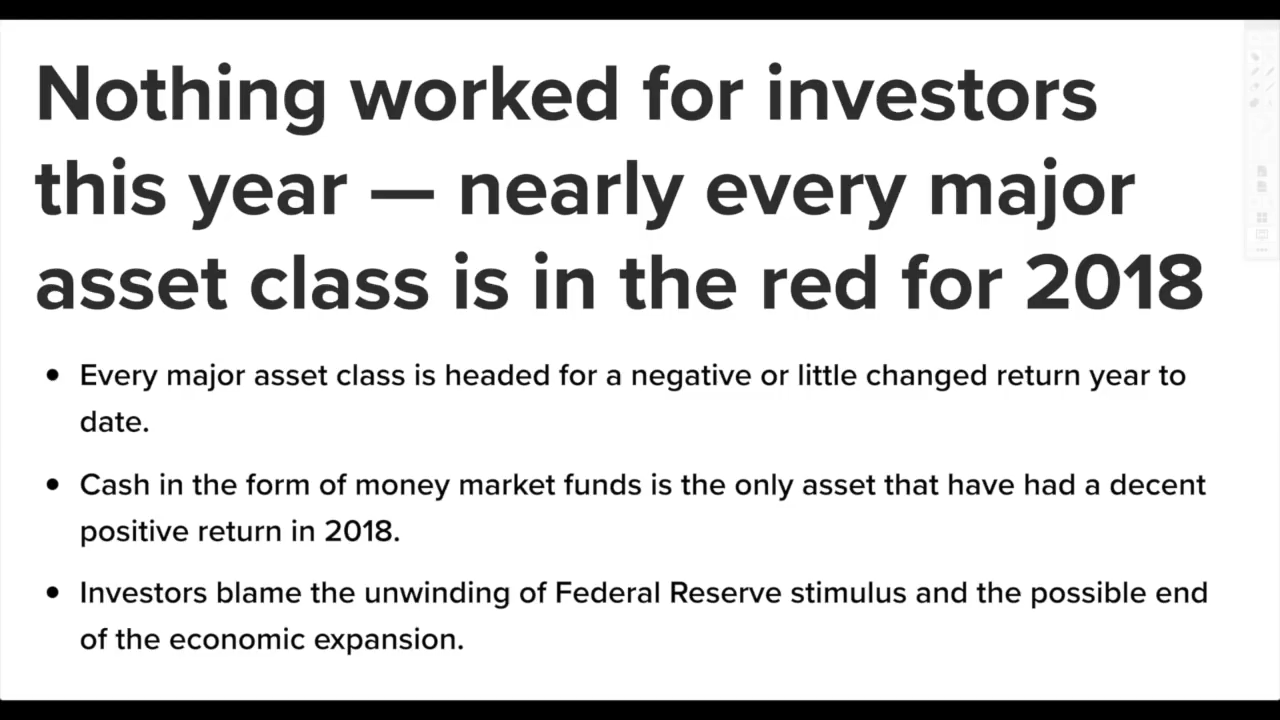 Nothing worked for investors
this year — nearly every major
asset class is in the red for 2018
• Every major asset class is headed for a negative or little changed return year to
date.
• Cash in the form of money market funds is the only asset that have had a decent
positive return in 2018.
• Investors blame the unwinding of Federal Reserve stimulus and the possible end
of the economic expansion.